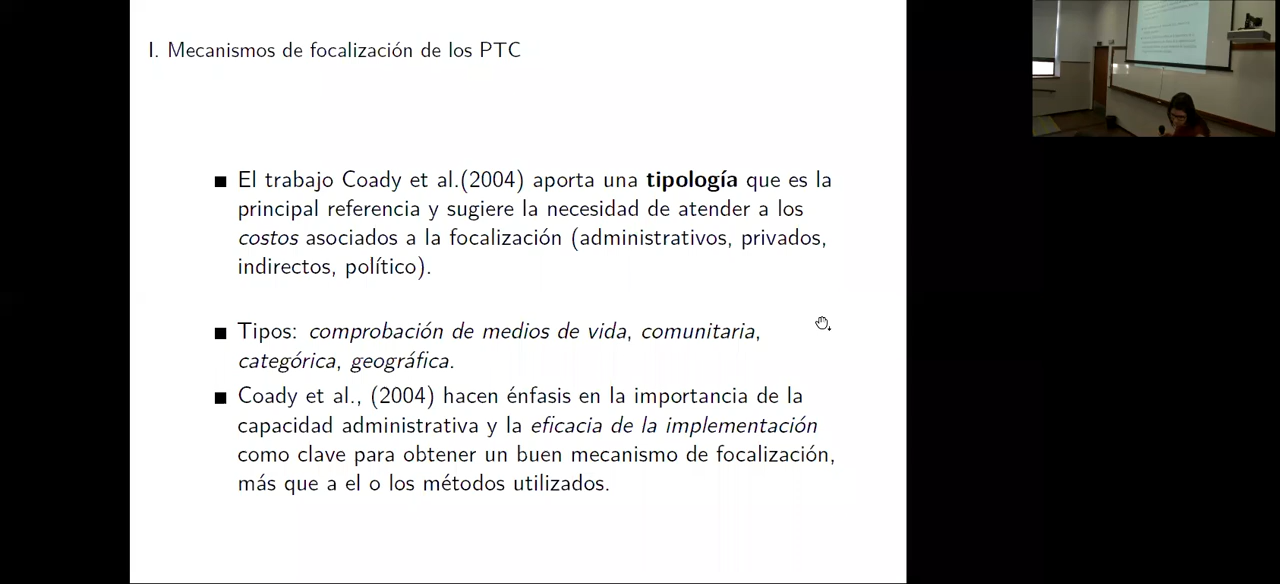 I. Mecanismos de focalización de los PTC
■ El trabajo Coady et al.(2004) aporta una tipología que es la
principal referencia y sugiere la necesidad de atender a los
costos asociados a la focalización (administrativos, privados,
indirectos, político).
■ Tipos: comprobación de medios de vida, comunitaria,
categórica, geográfica.
■ Coady et al., (2004) hacen énfasis en la importancia de la
capacidad administrativa y la eficacia de la implementación
como clave para obtener un buen mecanismo de focalización,
más que a el o los métodos utilizados.